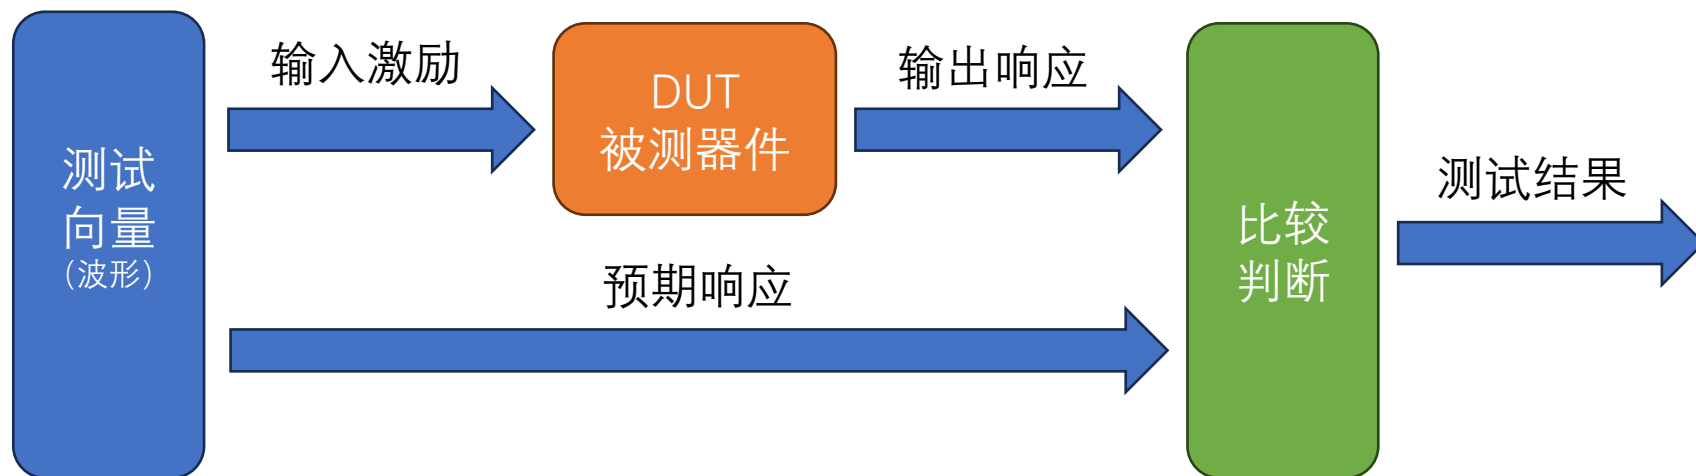 测试
向量
(波形)
输入激励
DUT
被测器件
输出响应
预期响应
比较
判断
测试结果